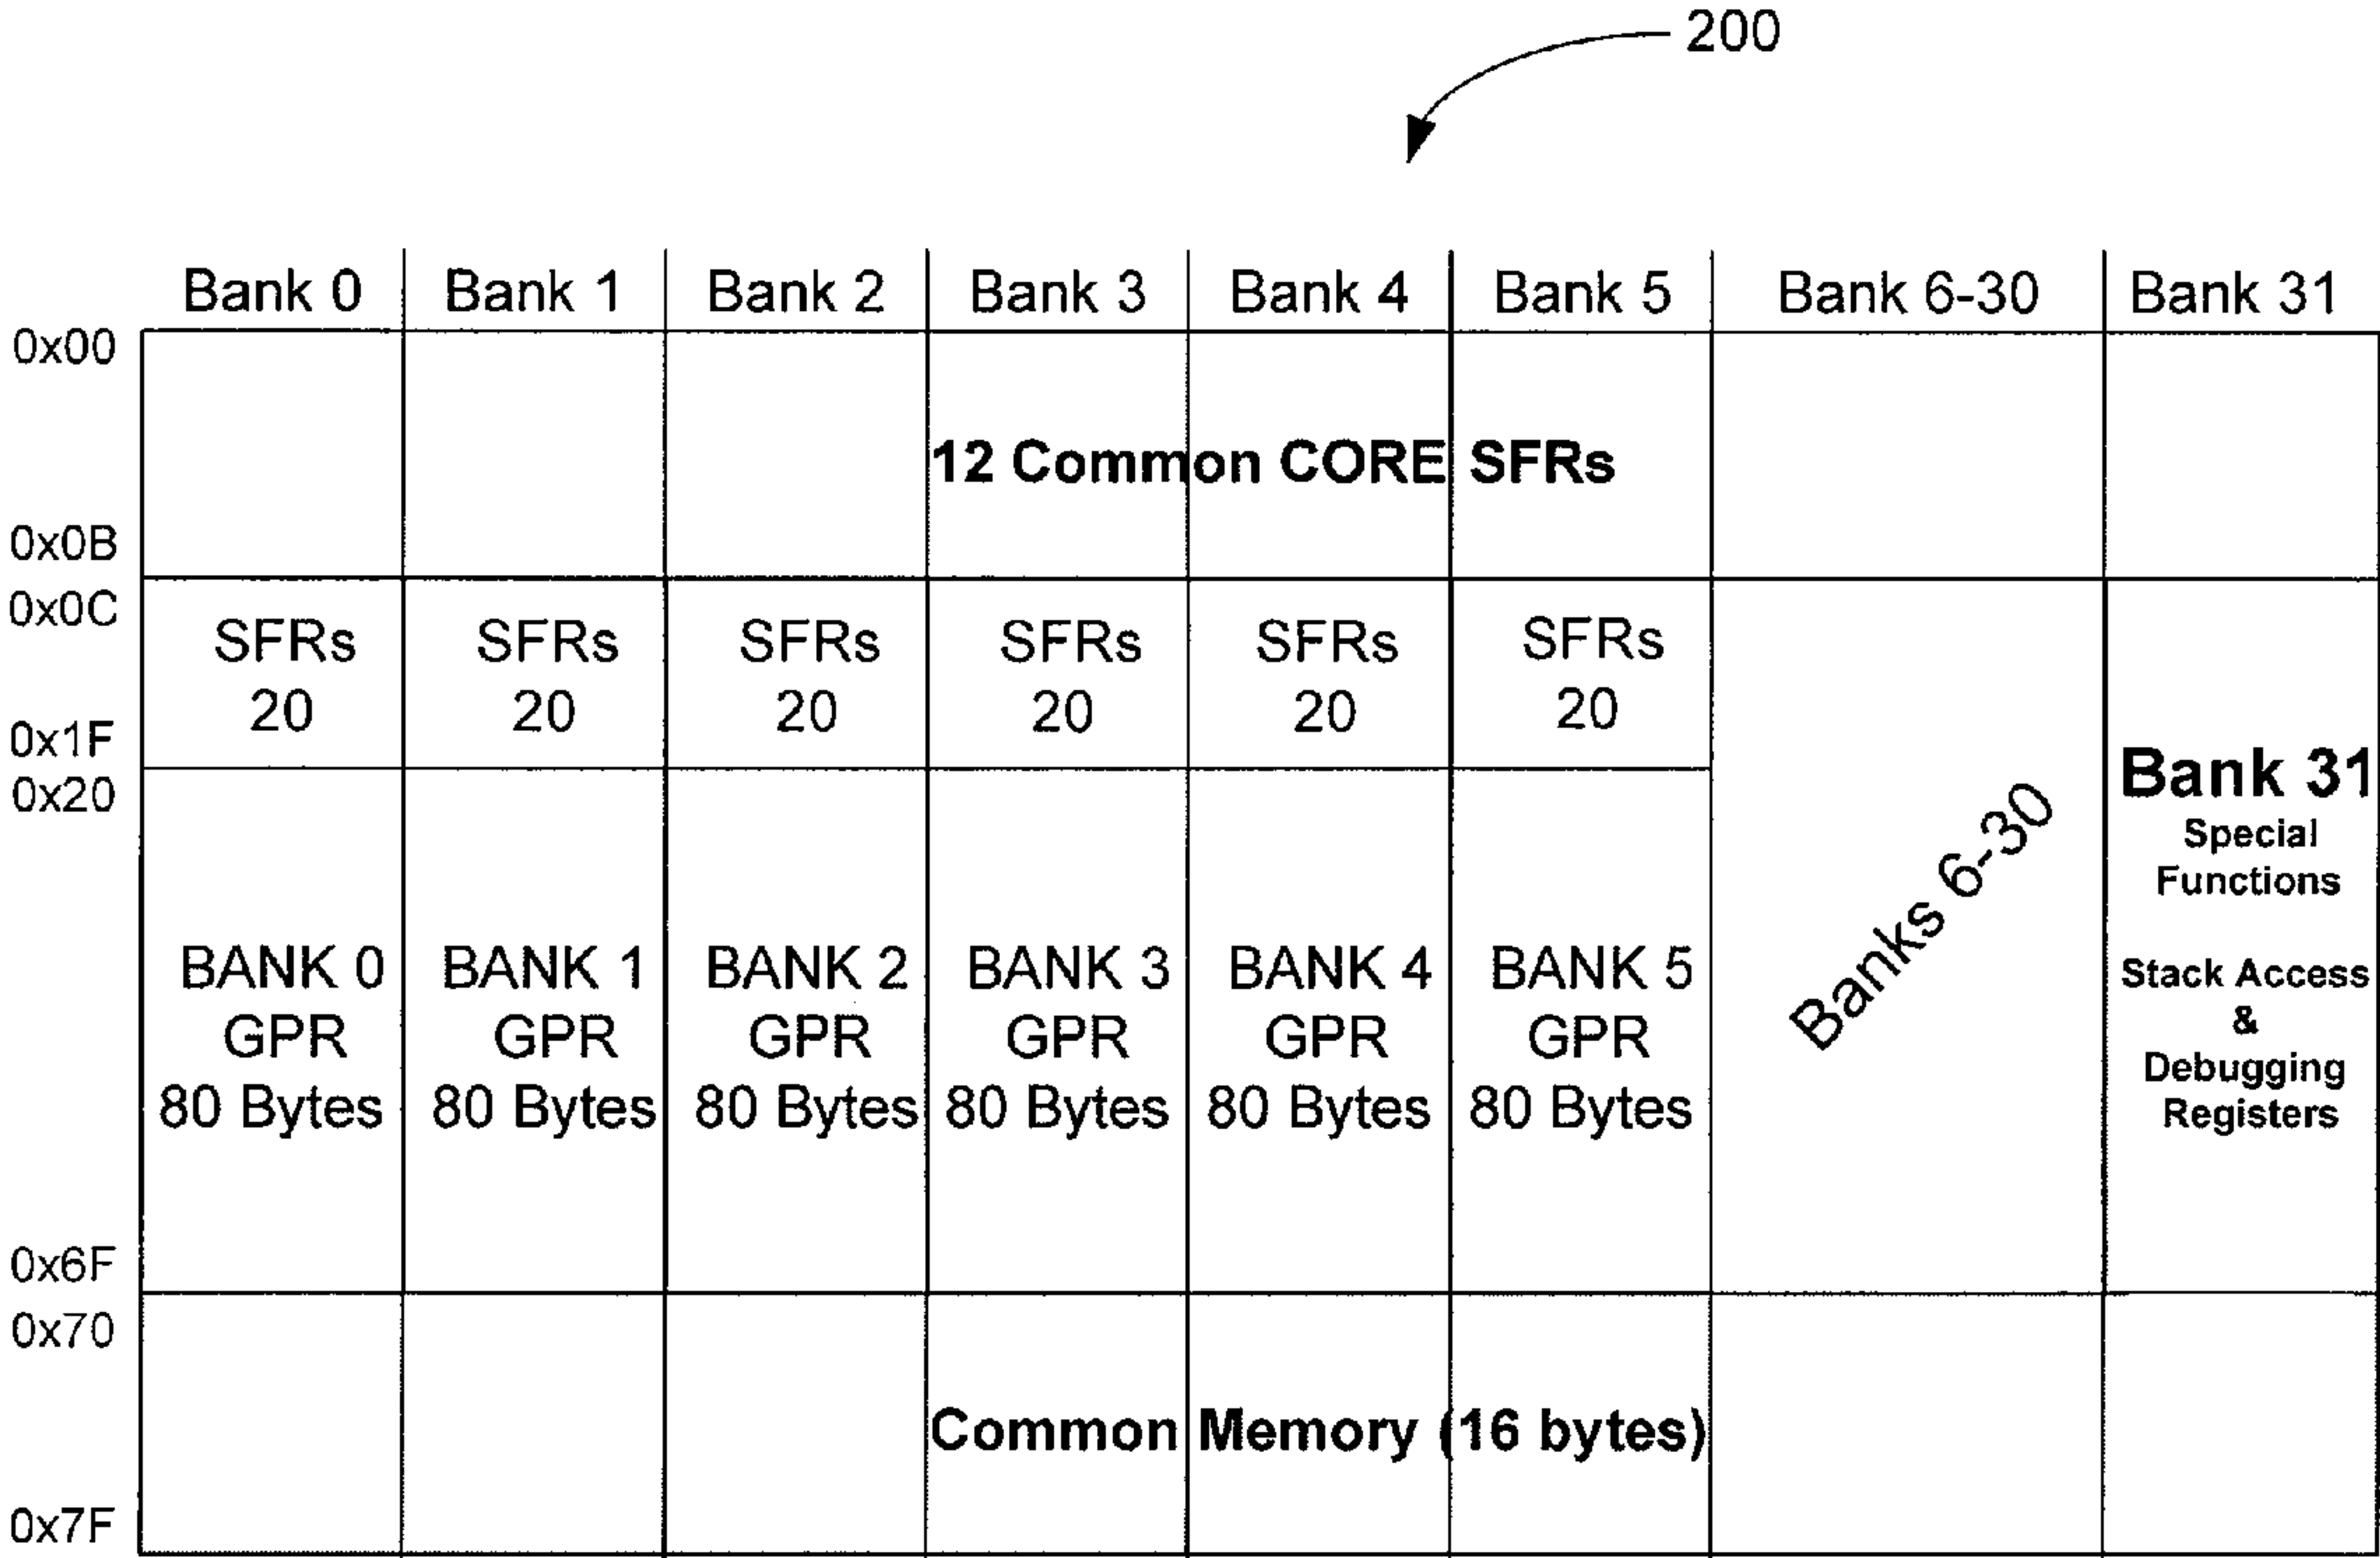 200
Bank 0 Bank 1 Bank 2 Bank 3 Bank 4 Bank 5 Bank 6-30 Bank 31
0x00
12 Common CORE SFRs
0x0B
0x0C
SFRs SFRs SFRs SFRs SFRs SFRs
20 20 20 20 20 20
0x1F
0x20
BANK 0 BANK 1 BANK 2 BANK 3 BANK 4 BANK 5
GPR GPR GPR GPR GPR GPR
80 Bytes 80 Bytes 80 Bytes 80 Bytes 80 Bytes 80 Bytes
Banks 6-30
Bank 31
Special
Functions
Stack Access
&
Debugging
Registers
0x6F
0x70
Common Memory (16 bytes)
0x7F